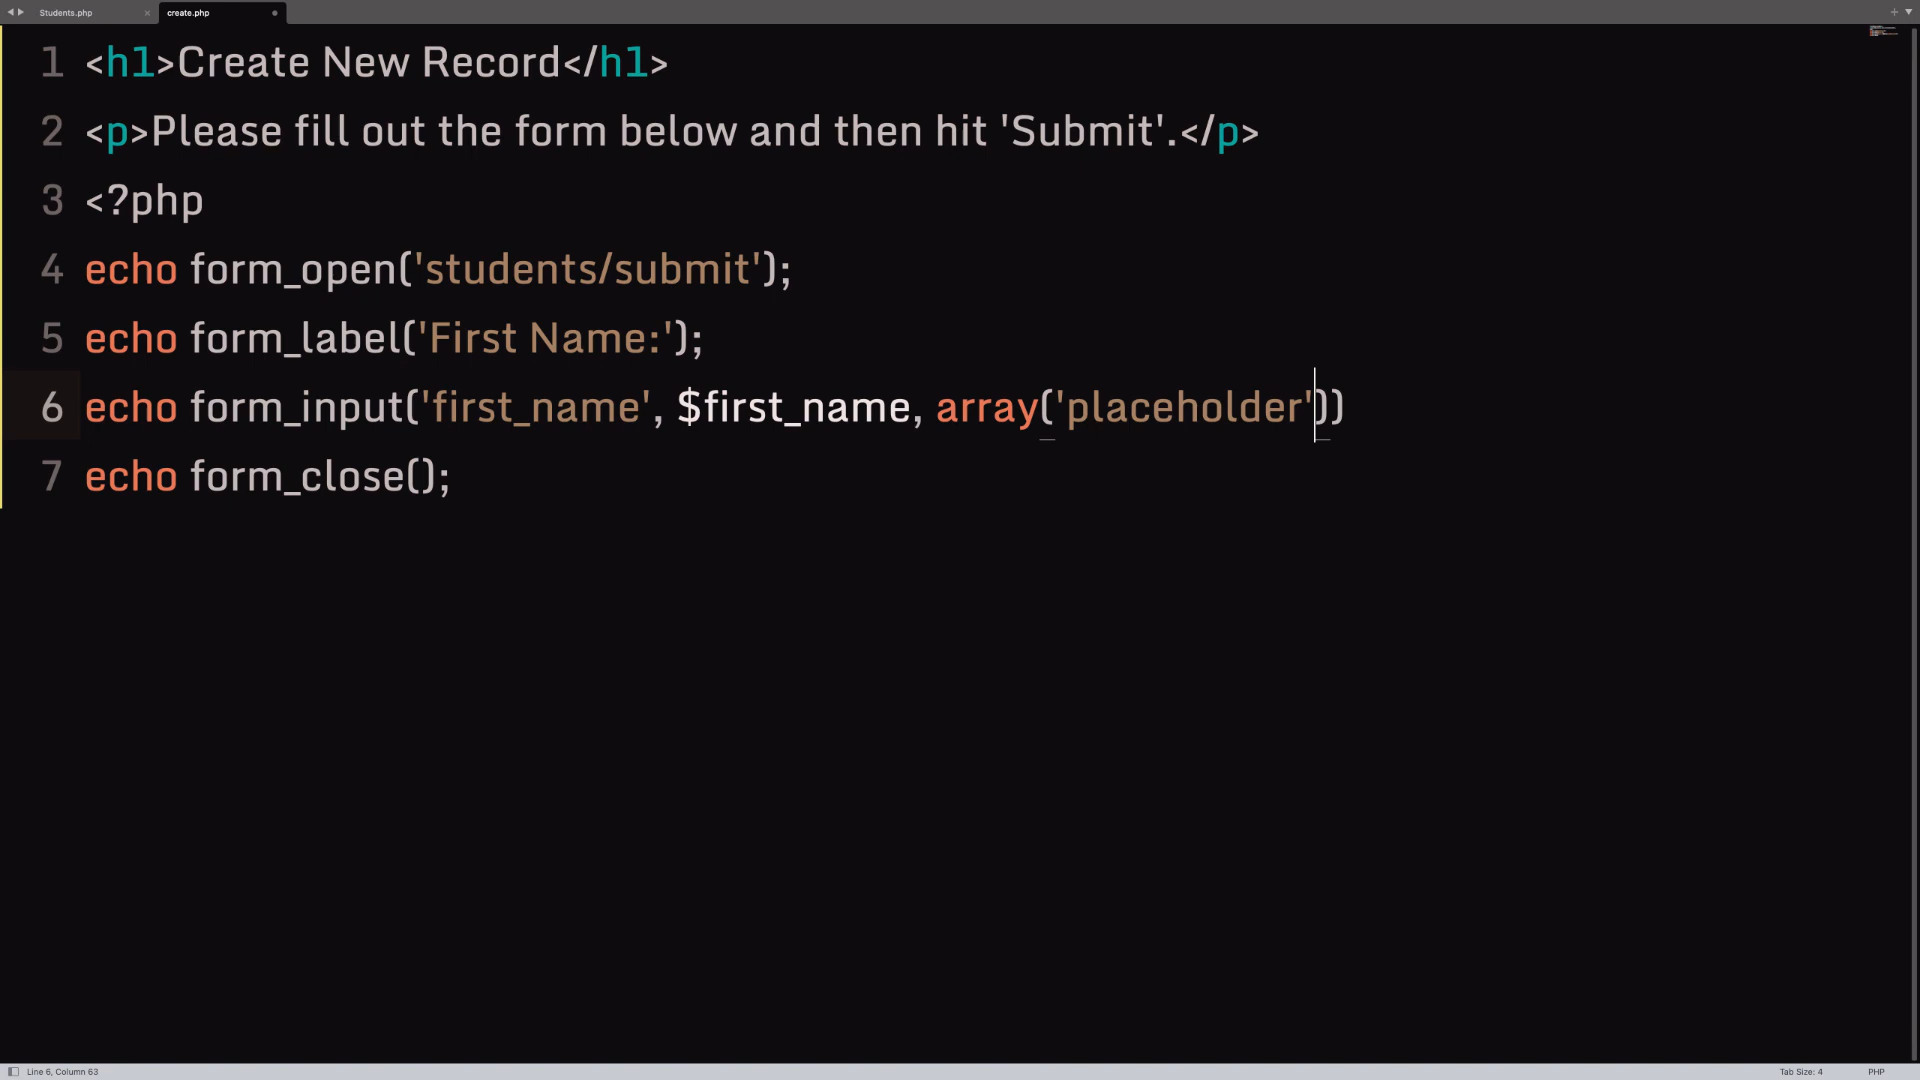 Students.php × create.php
1 <h1>Create New Record</h1>
2 <p>Please fill out the form below and then hit 'Submit'.</p>
3 <?php
4 echo form_open('students/submit');
5 echo form_label('First Name:');
6 echo form_input('first_name', $first_name, array('placeholder'))
7 echo form_close();
Line 6, Column 63 Tab Size: 4 PHP